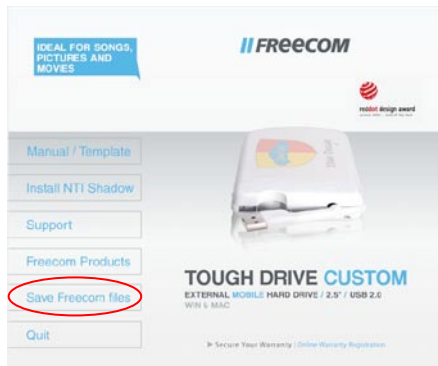 IDEAL FOR SONGS,
PICTURES AND
MOVIES
FREECOM
reddot design award
Manual / Template
Install NTI Shadow
Support
Freecom Products
Save Freecom files
Quit
TOUGH DRIVE CUSTOM
EXTERNAL MOBILE HARD DRIVE / 2.5" / USB 2.0
WIN & MAC
Secure Your Warranty | Online Warranty Registration